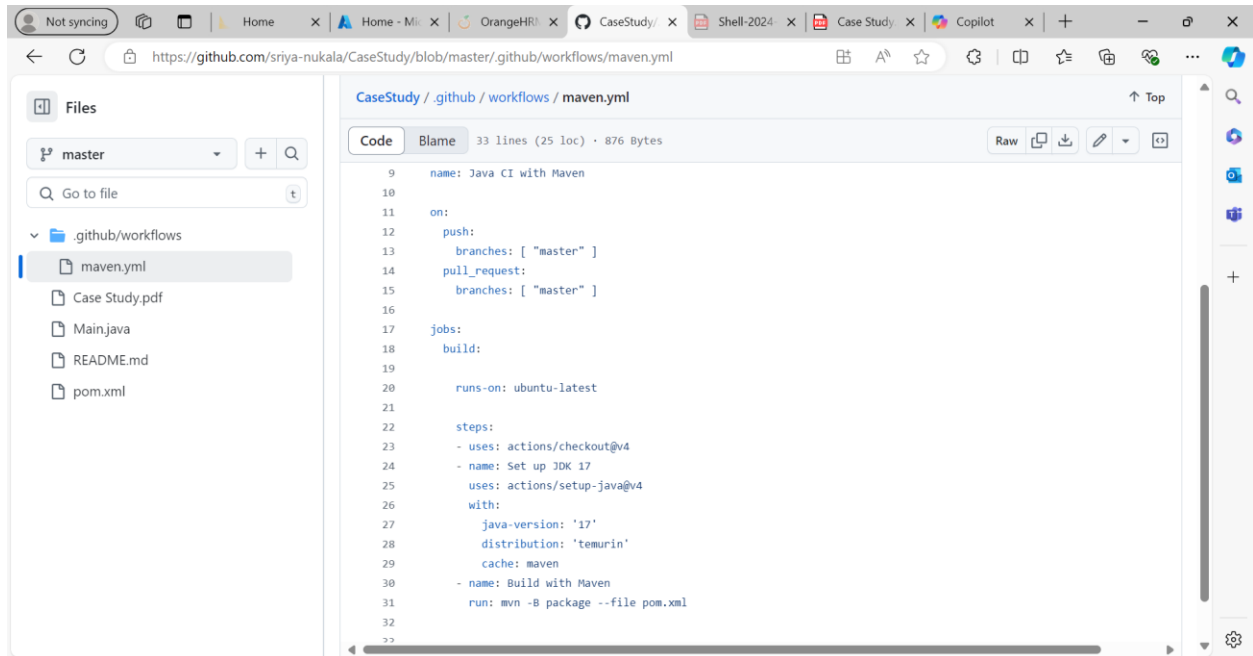 Not syncing
Home
Home - Mic
OrangeHRM
CaseStudy/
Shell-2024-
Case Study
Copilot
https://github.com/sriya-nukala/CaseStudy/blob/master/.github/workflows/maven.yml
Files
master
Go to file
t
.github/workflows
maven.yml
Case Study.pdf
Main.java
README.md
pom.xml
CaseStudy / .github / workflows / maven.yml
Top
Code Blame 33 lines (25 loc) · 876 Bytes
Raw
9 name: Java CI with Maven
10
11 on:
12 push:
13 branches: [ "master" ]
14 pull_request:
15 branches: [ "master" ]
16
17 jobs:
18 build:
19
20 runs-on: ubuntu-latest
21
22 steps:
23 - uses: actions/checkout@v4
24 - name: Set up JDK 17
25 uses: actions/setup-java@v4
26 with:
27 java-version: '17'
28 distribution: 'temurin'
29 cache: maven
30 - name: Build with Maven
31 run: mvn -B package --file pom.xml
32